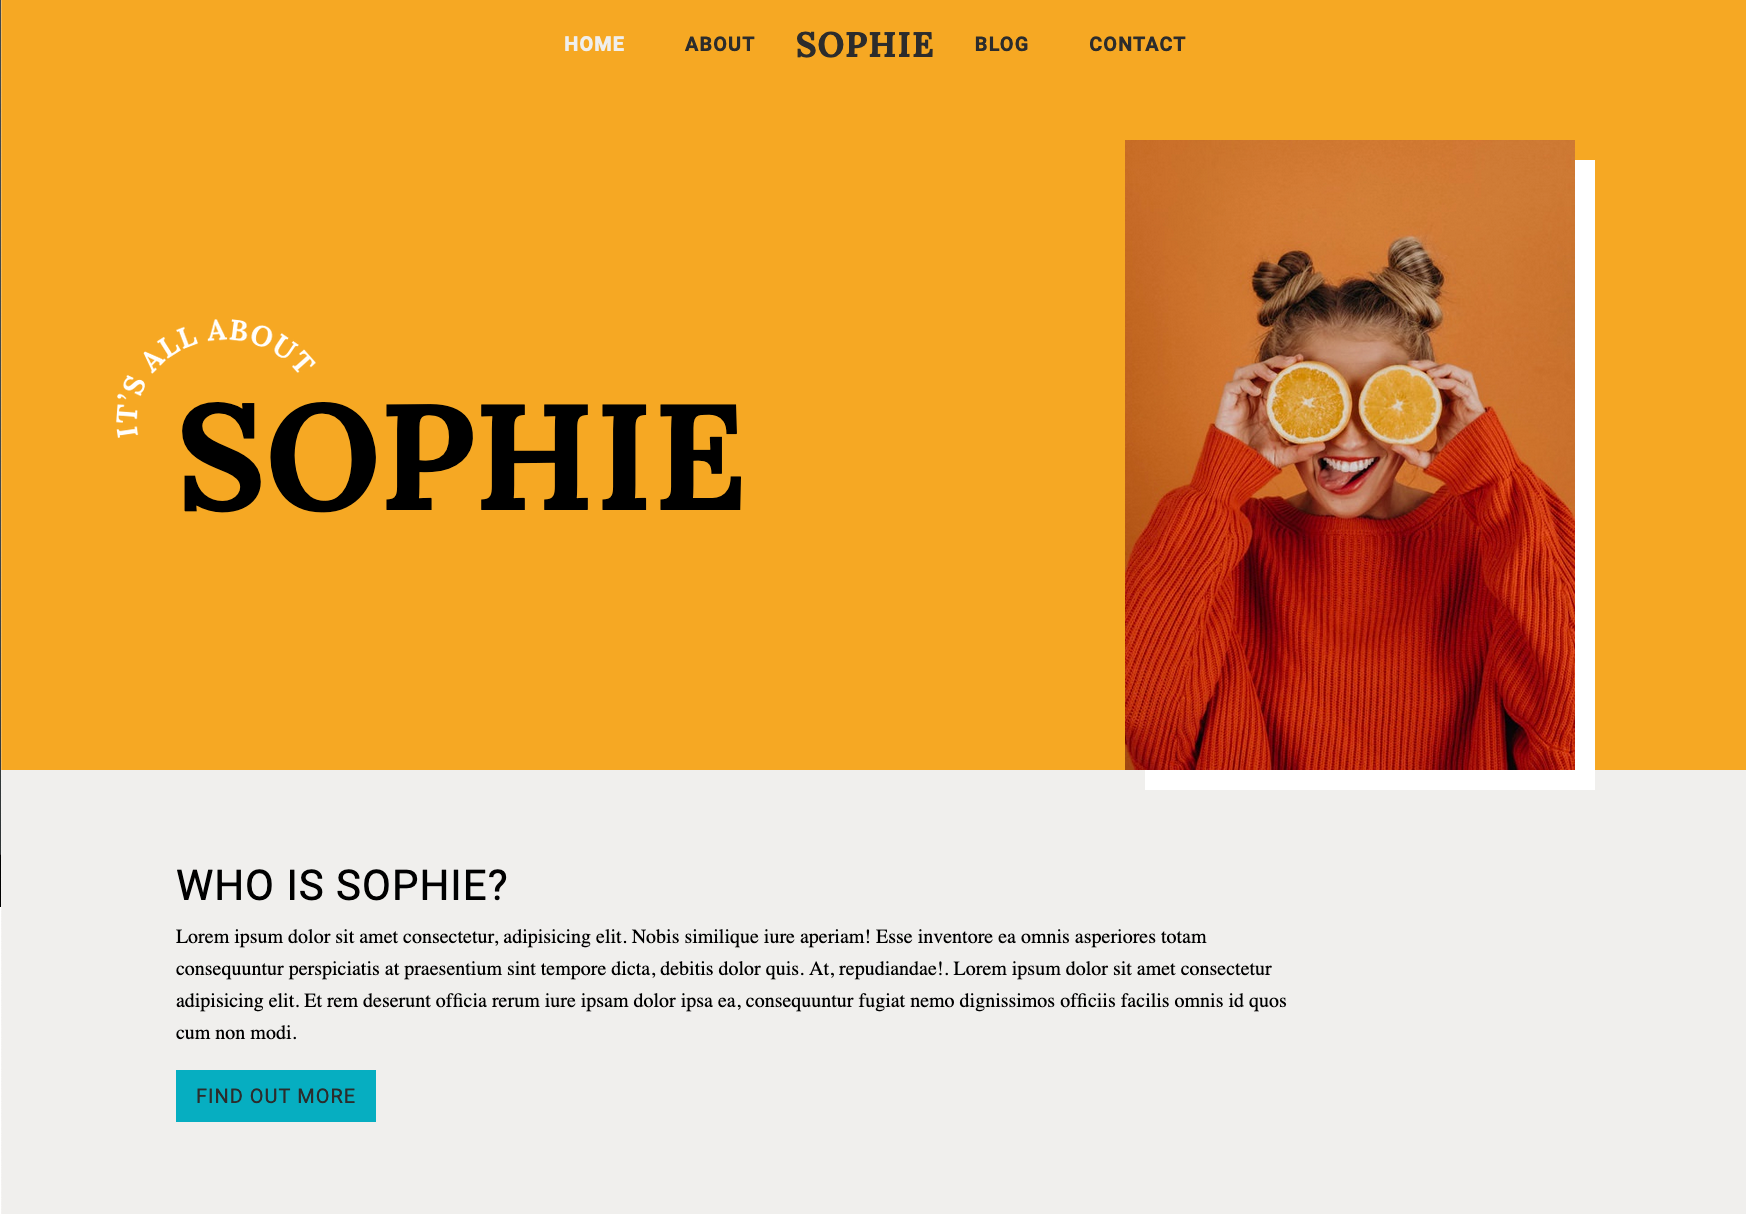 HOME ABOUT SOPHIE BLOG CONTACT
IT'S ALL ABOUT
SOPHIE
WHO IS SOPHIE?
Lorem ipsum dolor sit amet consectetur, adipisicing elit. Nobis similique iure aperiam! Esse inventore ea omnis asperiores totam
consequuntur perspiciatis at praesentium sint tempore dicta, debitis dolor quis. At, repudiandae!. Lorem ipsum dolor sit amet consectetur
adipisicing elit. Et rem deserunt officia rerum iure ipsam dolor ipsa ea, consequuntur fugiat nemo dignissimos officiis facilis omnis id quos
cum non modi.
FIND OUT MORE